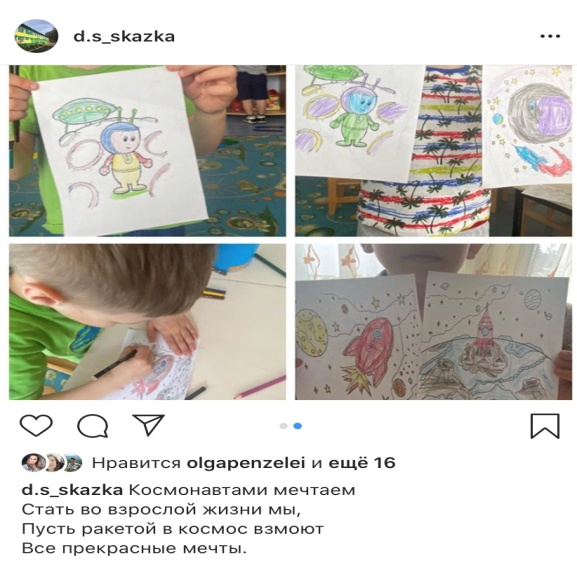 d.s_skazka
Нравится olgapenzelei и ещё 16
d.s_skazka Космонавтами мечтаем
Стать во взрослой жизни мы,
Пусть ракетой в космос взмоют
Все прекрасные мечты.